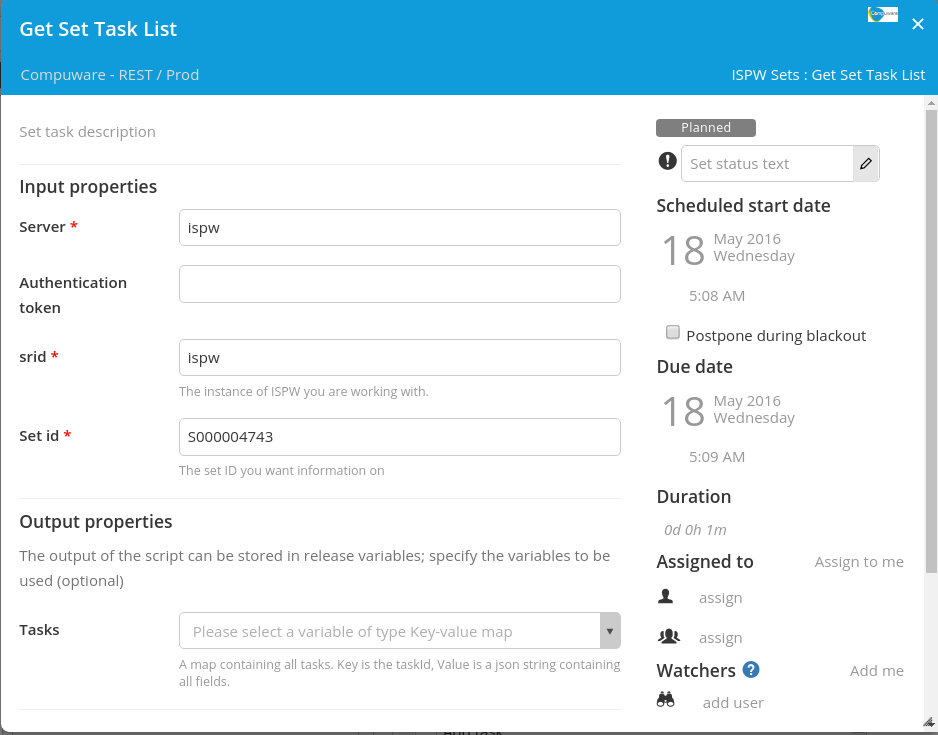 Get Set Task List
Compuware
Compuware - REST / Prod
ISPW Sets : Get Set Task List
Set task description
Input properties
Server *
ispw
Authentication
token
srid *
ispw
The instance of ISPW you are working with.
Set id *
S000004743
The set ID you want information on
Output properties
The output of the script can be stored in release variables; specify the variables to be
used (optional)
Tasks
Please select a variable of type Key-value map
A map containing all tasks. Key is the taskId, Value is a json string containing
all fields.
Planned
Set status text
Scheduled start date
18
May 2016
Wednesday
5:08 AM
Postpone during blackout
Due date
18
May 2016
Wednesday
5:09 AM
Duration
0d 0h 1m
Assigned to
Assign to me
assign
assign
Watchers ?
Add me
add user
Add task